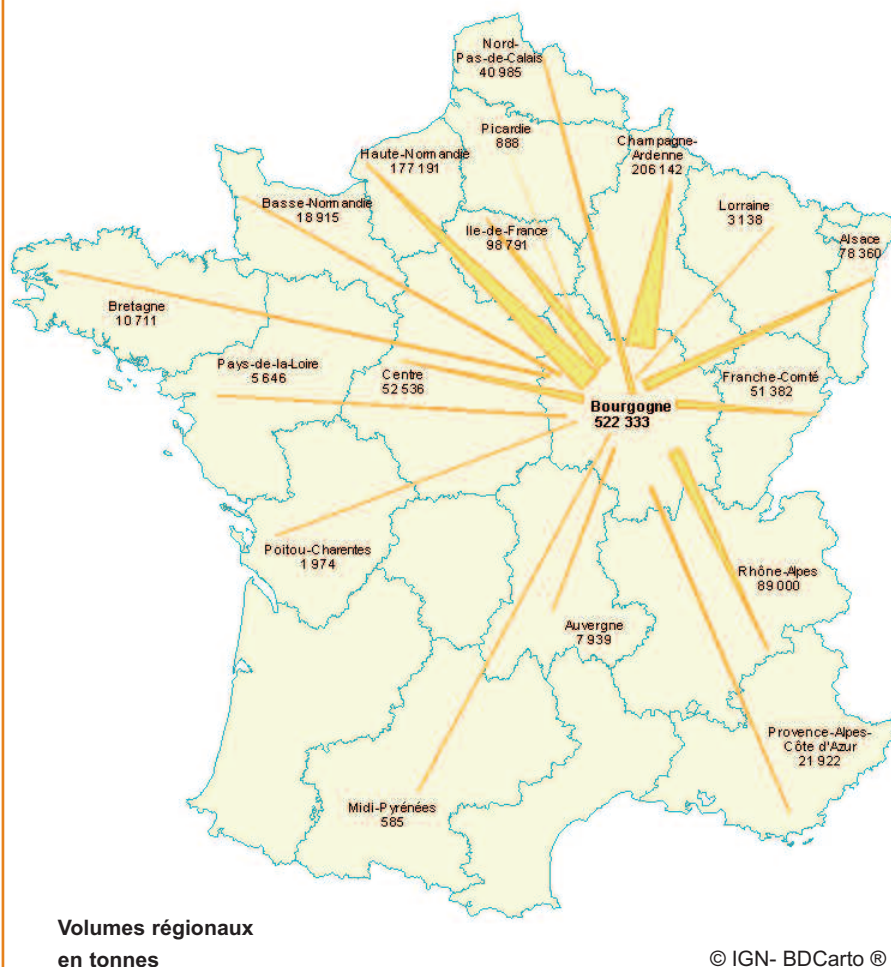 Nord-
Pas-de-Calais
40 985
Picardie
888
Champagne-
Ardenne
206 142
Haute-Normandie
177 191
Lorraine
3 138
Basse-Normandie
18 915
Ile-de-France
98 791
Alsace
78 360
Bretagne
10 711
Pays-de-la-Loire
5 646
Centre
52 536
Franche-Comté
51 382
Bourgogne
522 333
Poitou-Charentes
1 974
Rhône-Alpes
89 000
Auvergne
7 939
Provence-Alpes-
Côte d'Azur
21 922
Midi-Pyrénées
585
Volumes régionaux
en tonnes
© IGN- BDCarto ®